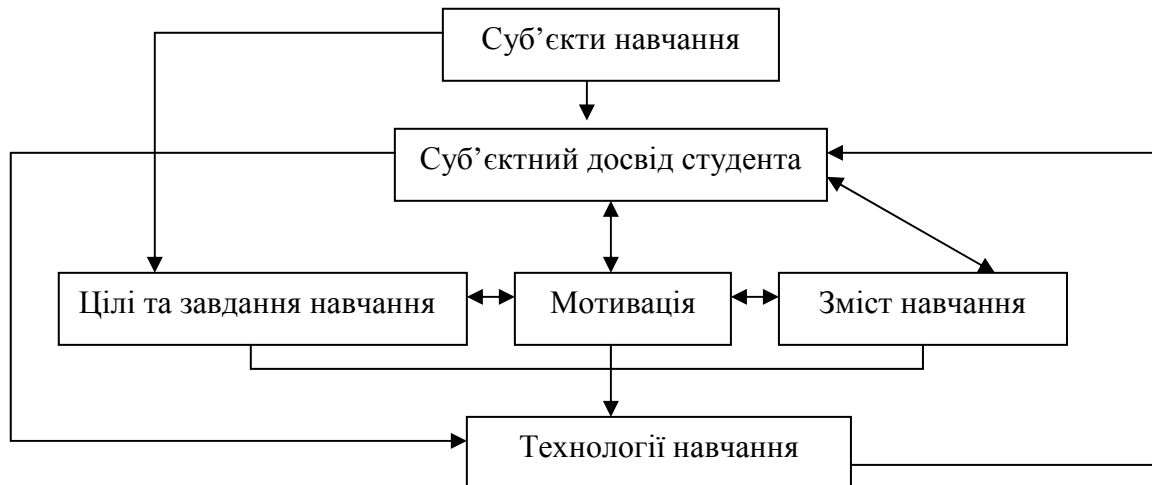 Суб’єкти навчання
Суб’єктний досвід студента
Цілі та завдання навчання
Мотивація
Зміст навчання
Технології навчання